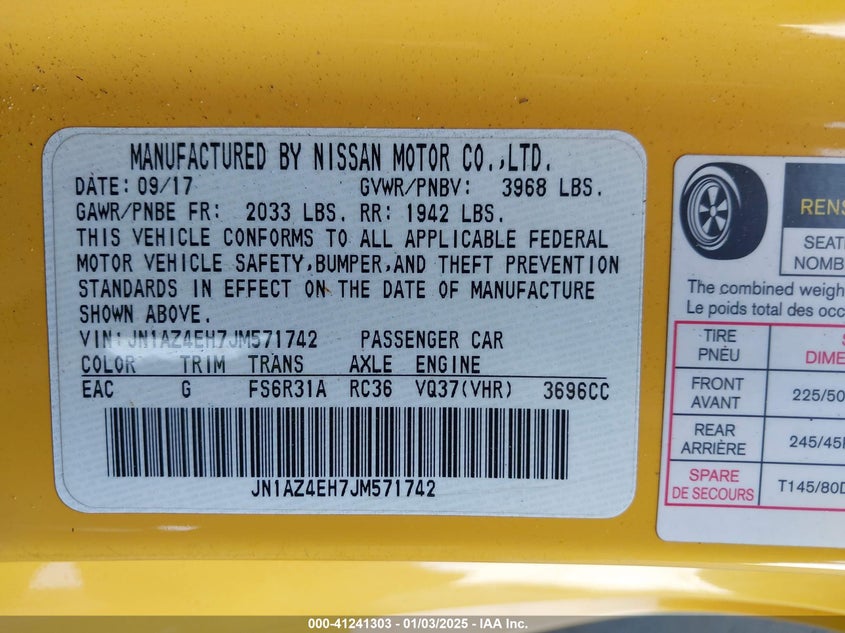 MANUFACTURED BY NISSAN MOTOR CO.,LTD.
DATE: 09/17 GVWR/PNBV: 3968 LBS.
GAWR/PNBE FR: 2033 LBS. RR: 1942 LBS.
THIS VEHICLE CONFORMS TO ALL APPLICABLE FEDERAL
MOTOR VEHICLE SAFETY,BUMPER,AND THEFT PREVENTION
STANDARDS IN EFFECT ON THE DATE OF MANUFACTURE
SHOWN ABOVE.
VIN:JN1AZ4EH7JM571742 PASSENGER CAR
COLOR TRIM TRANS AXLE ENGINE
EAC G FS6R31A RC36 VQ37(VHR) 3696CC
JN1AZ4EH7JM571742
RENS
SEATI
NOMB
The combined weigh
Le poids total des occ
TIRE
PNEU
S
DIME
FRONT
AVANT
225/50
REAR
ARRIÈRE
245/45
SPARE
DE SECOURS
T145/80D
000-41241303 - 01/03/2025 - IAA Inc.